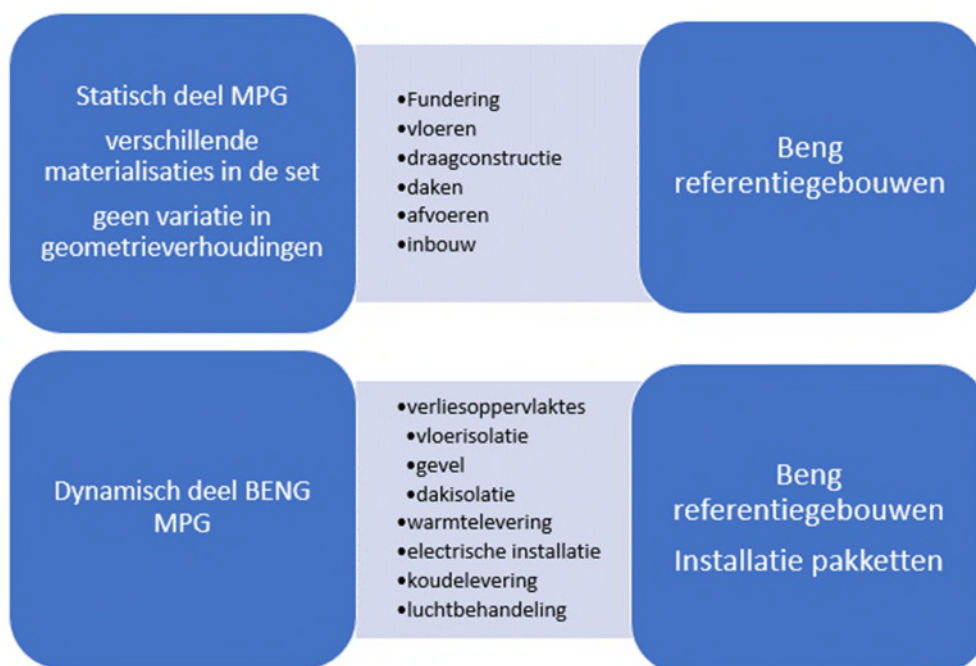 Statisch deel MPG
verschillende
materialisaties in de set
geen variatie in
geometrieverhoudingen
•Fundering
•vloeren
•draagconstructie
•daken
•afvoeren
•inbouw
Beng
referentiegebouwen
Dynamisch deel BENG
MPG
•verliesoppervlaktes
•vloerisolatie
•gevel
•dakisolatie
•warmtelevering
•electrische installatie
•koudelevering
•luchtbehandeling
Beng
referentiegebouwen
Installatie pakketten